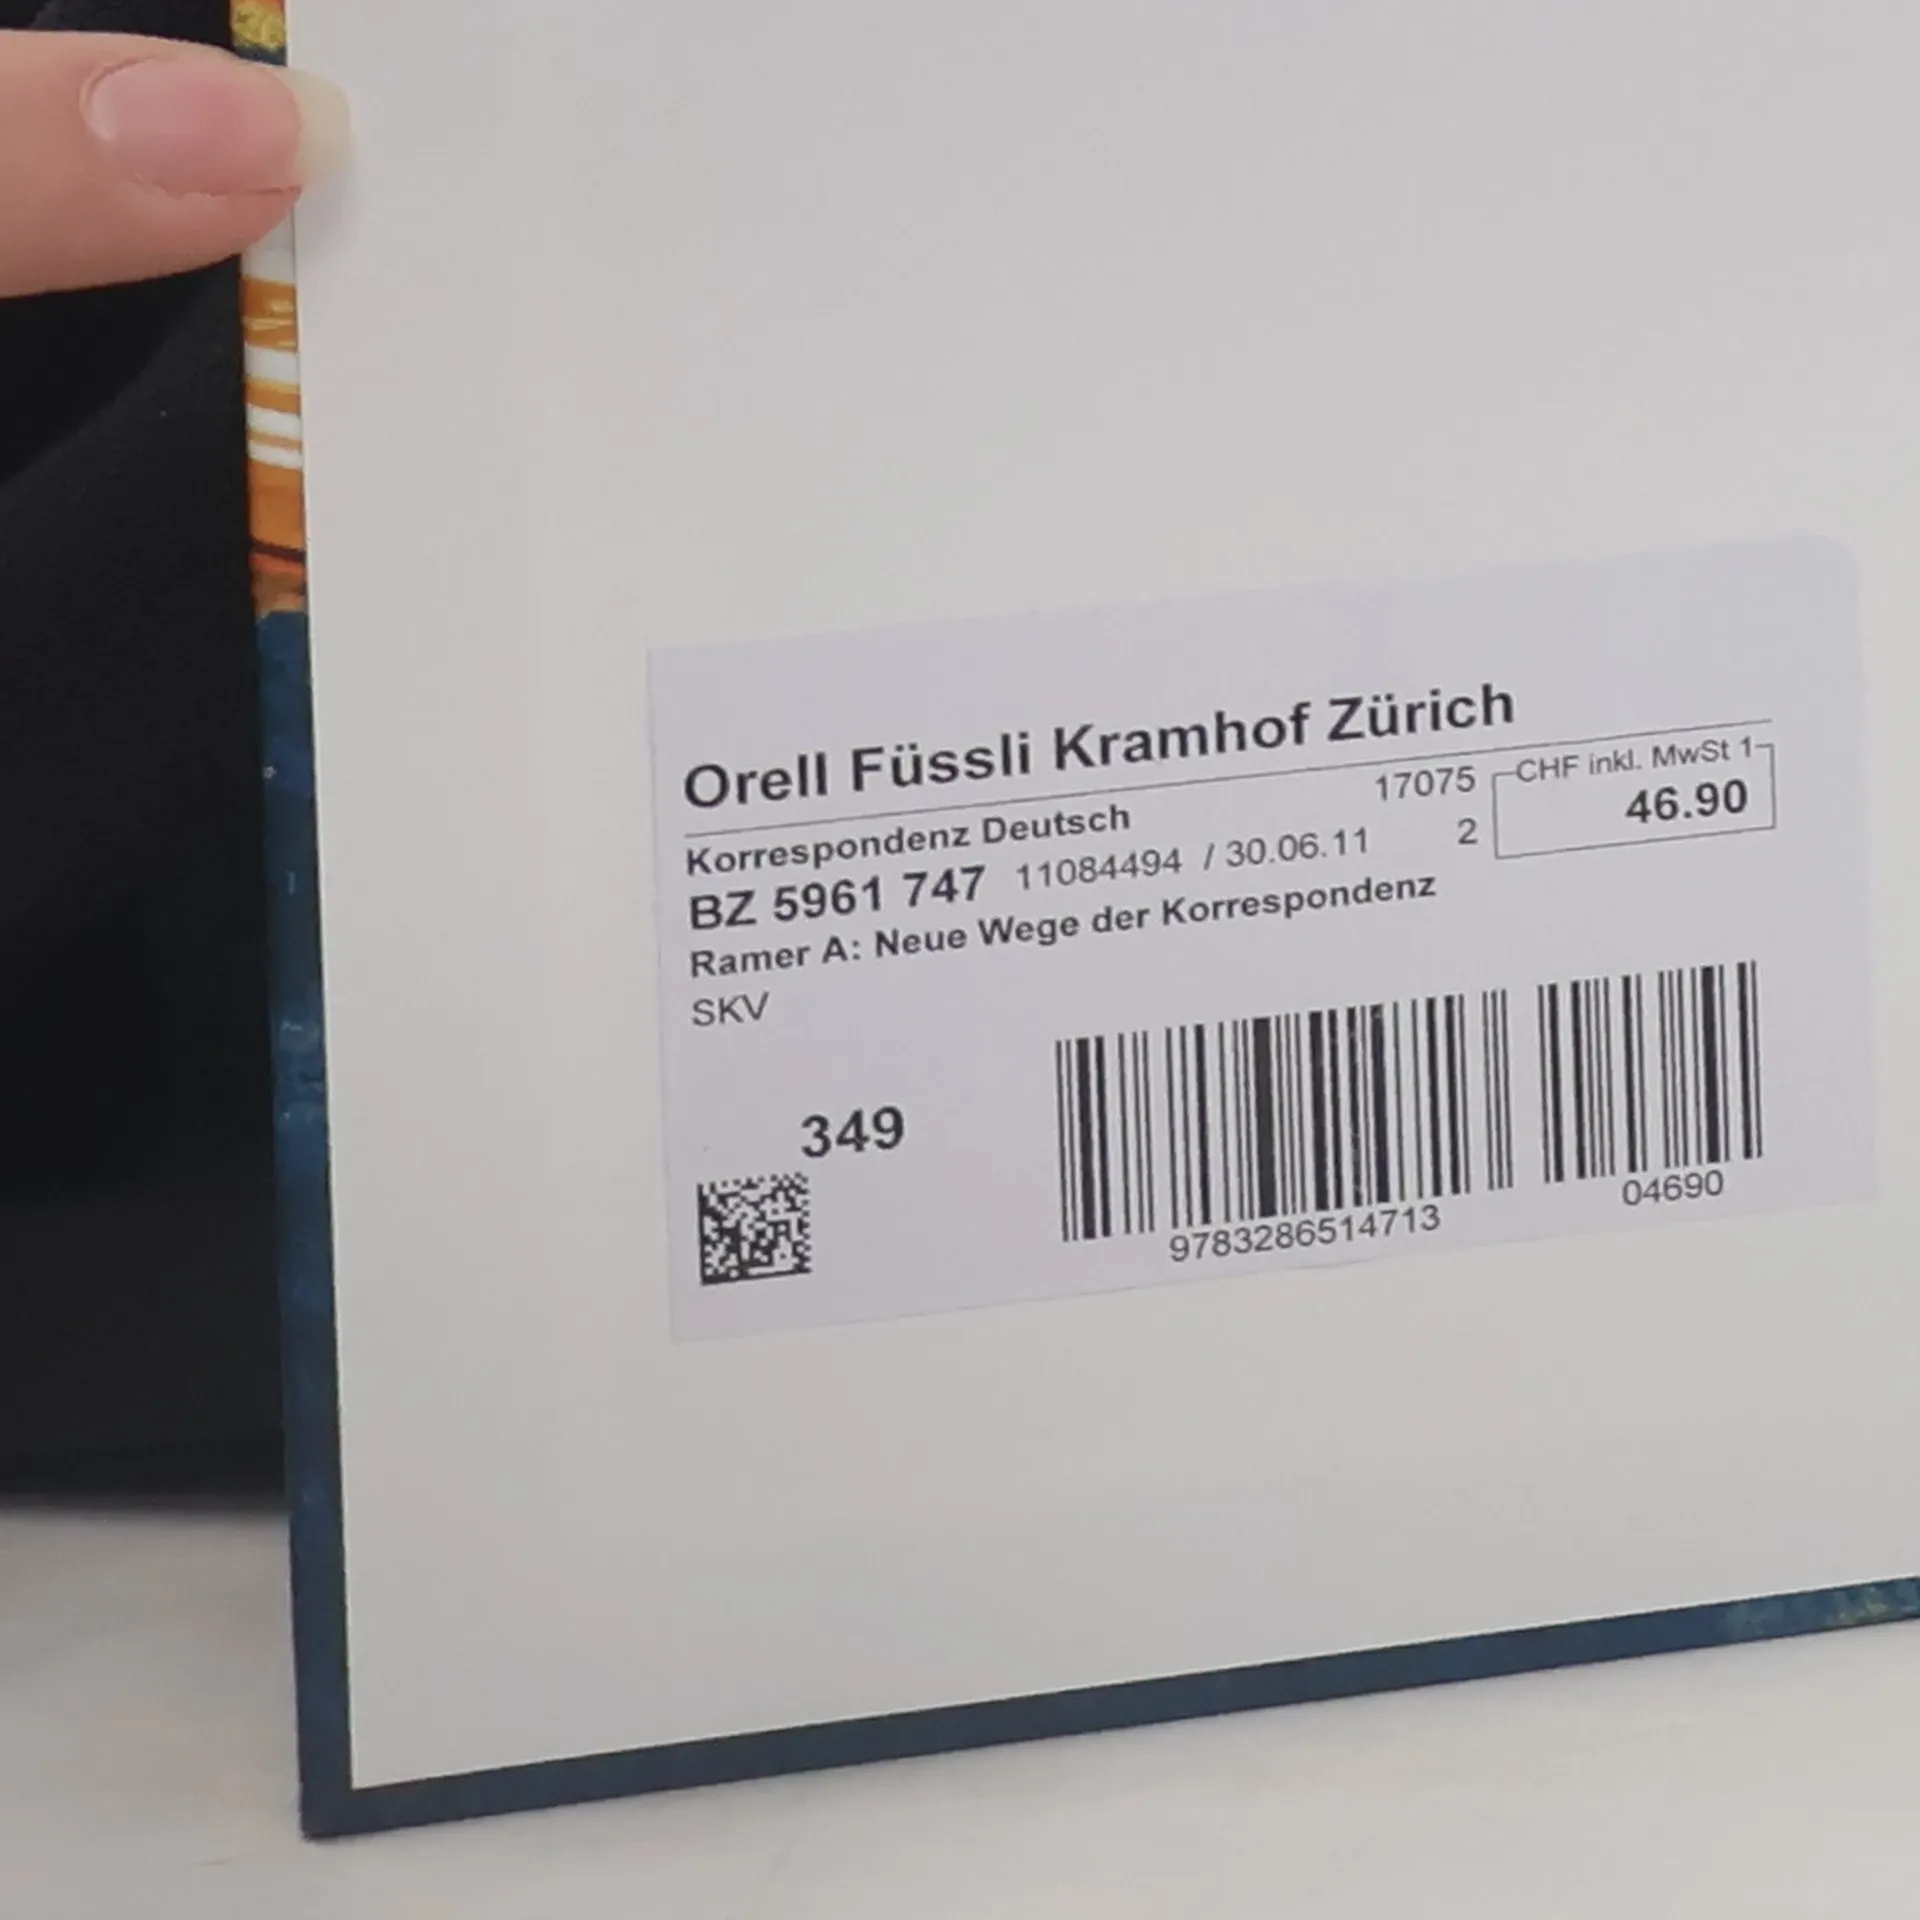 Orell Füssli Kramhof Zürich
Korrespondenz Deutsch 17075 CHF inkl. MwSt 1
BZ 5961 747 11084494 / 30.06.11 2 46.90
Ramer A: Neue Wege der Korrespondenz
SKV
349
9783286514713 04690